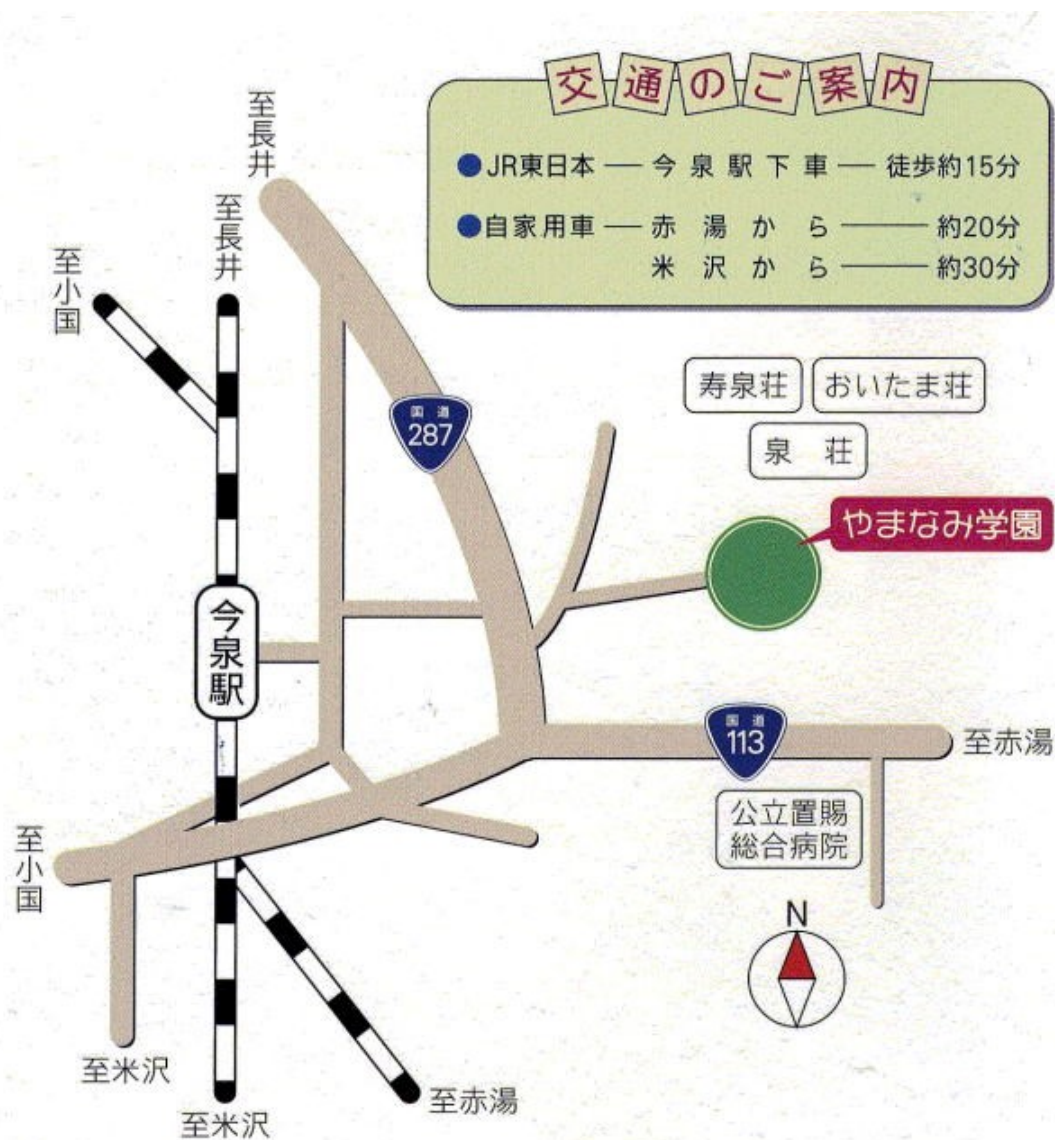 交通のご案内
●JR東日本 ― 今泉駅下車 ― 徒歩約15分
●自家用車 ― 赤湯から ―― 約20分
米沢から ―― 約30分
至長井
至長井
至小国
国道
287
寿泉荘
おいたま荘
泉 荘
やまなみ学園
今泉駅
国道
113
至赤湯
公立置賜
総合病院
至小国
N
至米沢
至米沢
至赤湯